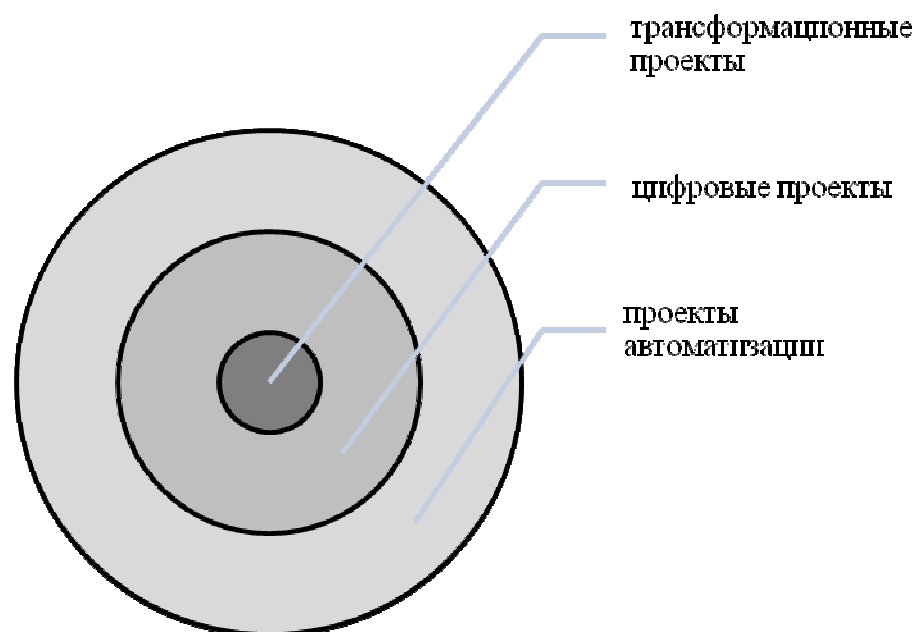 трансформационные
проекты
цифровые проекты
проекты
автоматизации